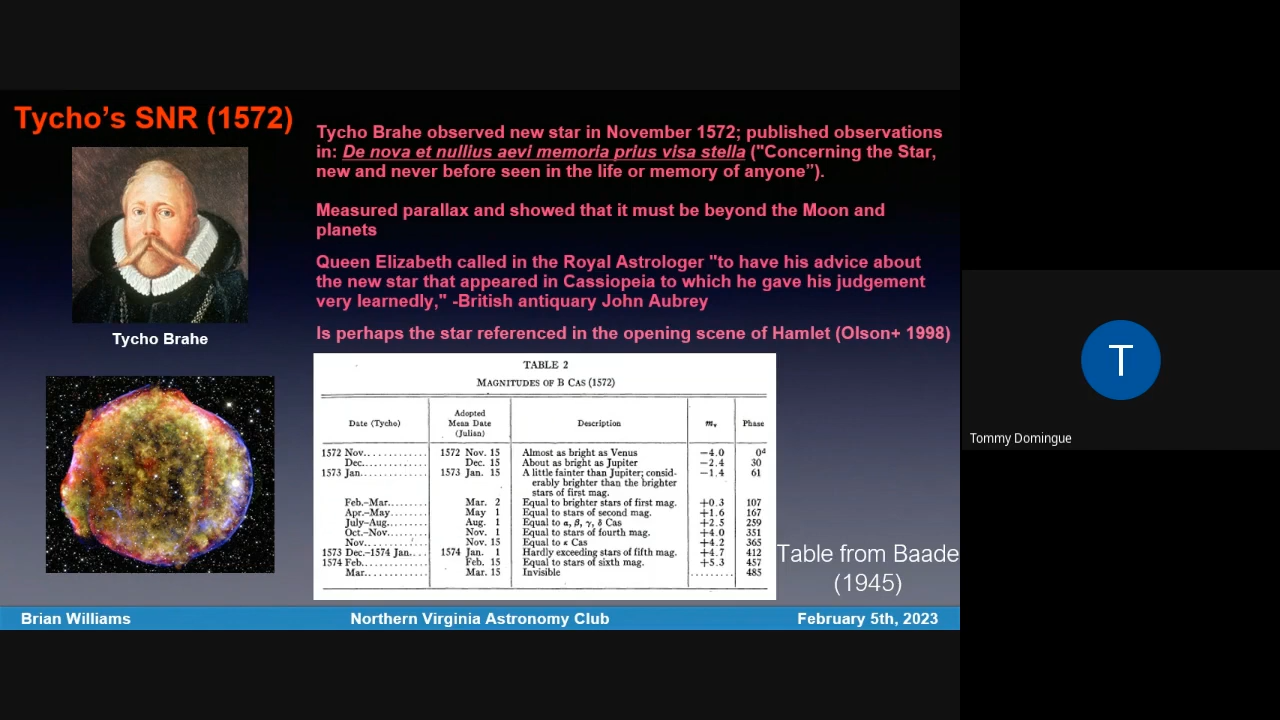 Tycho’s SNR (1572)
Tycho Brahe
Tycho Brahe observed new star in November 1572; published observations
in: De nova et nullius aevi memoria prius visa stella ("Concerning the Star,
new and never before seen in the life or memory of anyone”).
Measured parallax and showed that it must be beyond the Moon and
planets
Queen Elizabeth called in the Royal Astrologer "to have his advice about
the new star that appeared in Cassiopeia to which he gave his judgement
very learnedly," -British antiquary John Aubrey
Is perhaps the star referenced in the opening scene of Hamlet (Olson+ 1998)
TABLE 2
MAGNITUDES OF B CAS (1572)
Date (Tycho) Adopted Mean Date (Julian) Description mv Phase
1572 Nov............ 1572 Nov. 15 Almost as bright as Venus −4.0 0d
Dec............ Dec. 15 About as bright as Jupiter −2.4 30
1573 Jan............ 1573 Jan. 15 A little fainter than Jupiter; consid- −1.4 61
erably brighter than the brighter
stars of first mag.
Feb.–Mar........ Mar. 2 Equal to brighter stars of first mag. +0.3 107
Apr.–May........ May 1 Equal to stars of second mag. +1.6 167
July–Aug........ Aug. 1 Equal to α, β, γ, δ Cas +2.5 259
Oct.–Nov........ Nov. 1 Equal to stars of fourth mag. +4.0 351
Nov............ Nov. 15 Equal to κ Cas +4.2 365
1573 Dec.–1574 Jan.... 1574 Jan. 1 Hardly exceeding stars of fifth mag. +4.7 412
1574 Feb............ Feb. 15 Equal to stars of sixth mag. +5.3 457
Mar............ Mar. 15 Invisible ........ 485
Table from Baade
(1945)
Brian Williams
Northern Virginia Astronomy Club
February 5th, 2023
T
Tommy Domingue